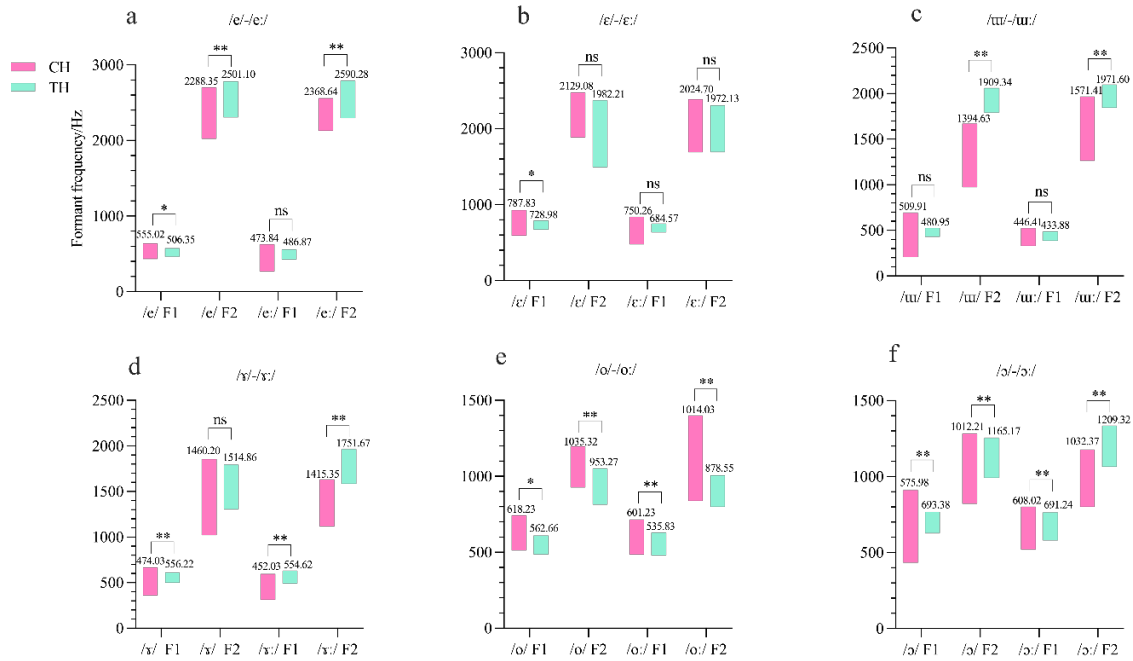 a
/e/-/eː/
CH
TH
Formant frequency/Hz
3000
2400
1800
1200
600
0
555.02
506.35
*
2288.35
2501.10
**
473.84
486.87
ns
2368.64
2590.28
**
/e/ F1
/e/ F2
/eː/ F1
/eː/ F2
b
/ɛ/-/ɛː/
3000
2000
1000
0
787.83
728.98
*
2129.08
1982.21
ns
750.26
684.57
ns
2024.70
1972.13
ns
/ɛ/ F1
/ɛ/ F2
/ɛː/ F1
/ɛː/ F2
c
/ɯ/-/ɯː/
2500
2000
1500
1000
500
0
509.91
480.95
ns
1394.63
1909.34
**
446.41
433.88
ns
1571.41
1971.60
**
/ɯ/ F1
/ɯ/ F2
/ɯː/ F1
/ɯː/ F2
d
/ɤ/-/ɤː/
2500
2000
1500
1000
500
0
474.03
556.22
**
1460.20
1514.86
ns
452.03
554.62
**
1415.35
1751.67
**
/ɤ/ F1
/ɤ/ F2
/ɤː/ F1
/ɤː/ F2
e
/o/-/oː/
1500
1000
500
0
618.23
562.66
*
1035.32
953.27
**
601.23
535.83
**
1014.03
878.55
**
/o/ F1
/o/ F2
/oː/ F1
/oː/ F2
f
/ɔ/-/ɔː/
1500
1000
500
0
575.98
693.38
**
1012.21
1165.17
**
608.02
691.24
**
1032.37
1209.32
**
/ɔ/ F1
/ɔ/ F2
/ɔː/ F1
/ɔː/ F2